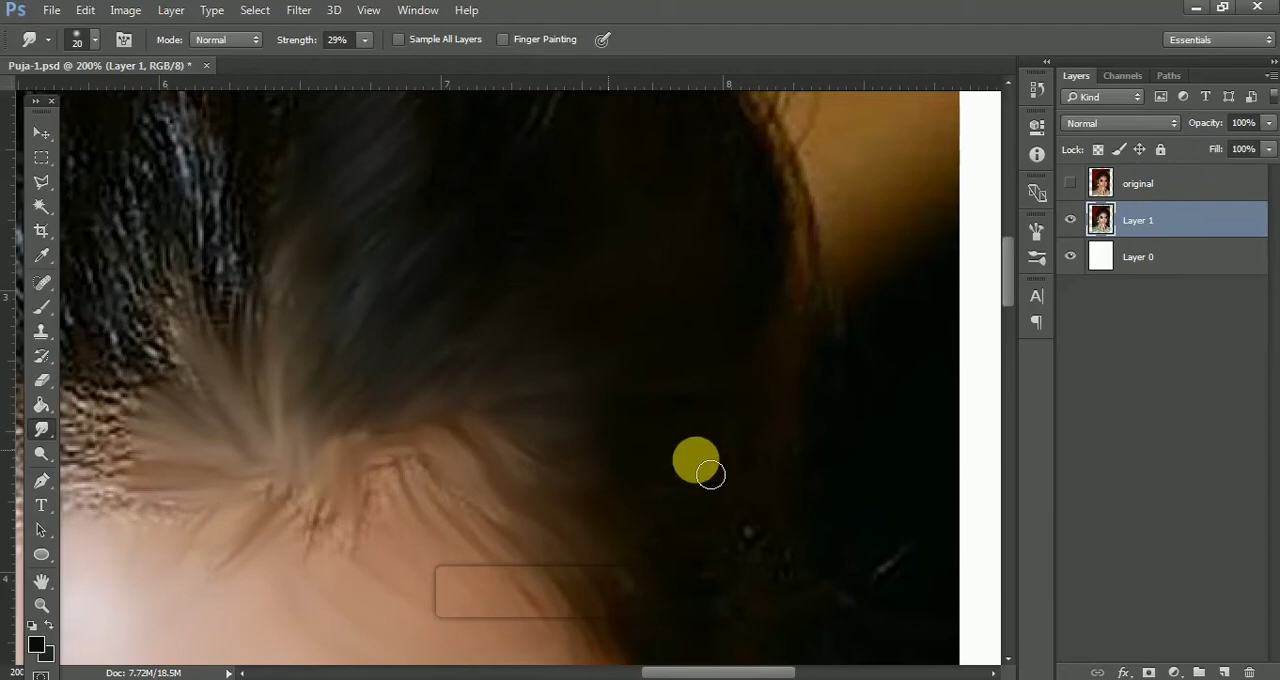 Ps File Edit Image Layer Type Select Filter 3D View Window Help
20 Mode: Normal Strength: 29% Sample All Layers Finger Painting Essentials
Puja-1.psd @ 200% (Layer 1, RGB/8) * ×
6 7 8
3
4
Layers Channels Paths
Kind
Normal Opacity: 100%
Lock: Fill: 100%
original
Layer 1
Layer 0
Doc: 7.72M/18.5M